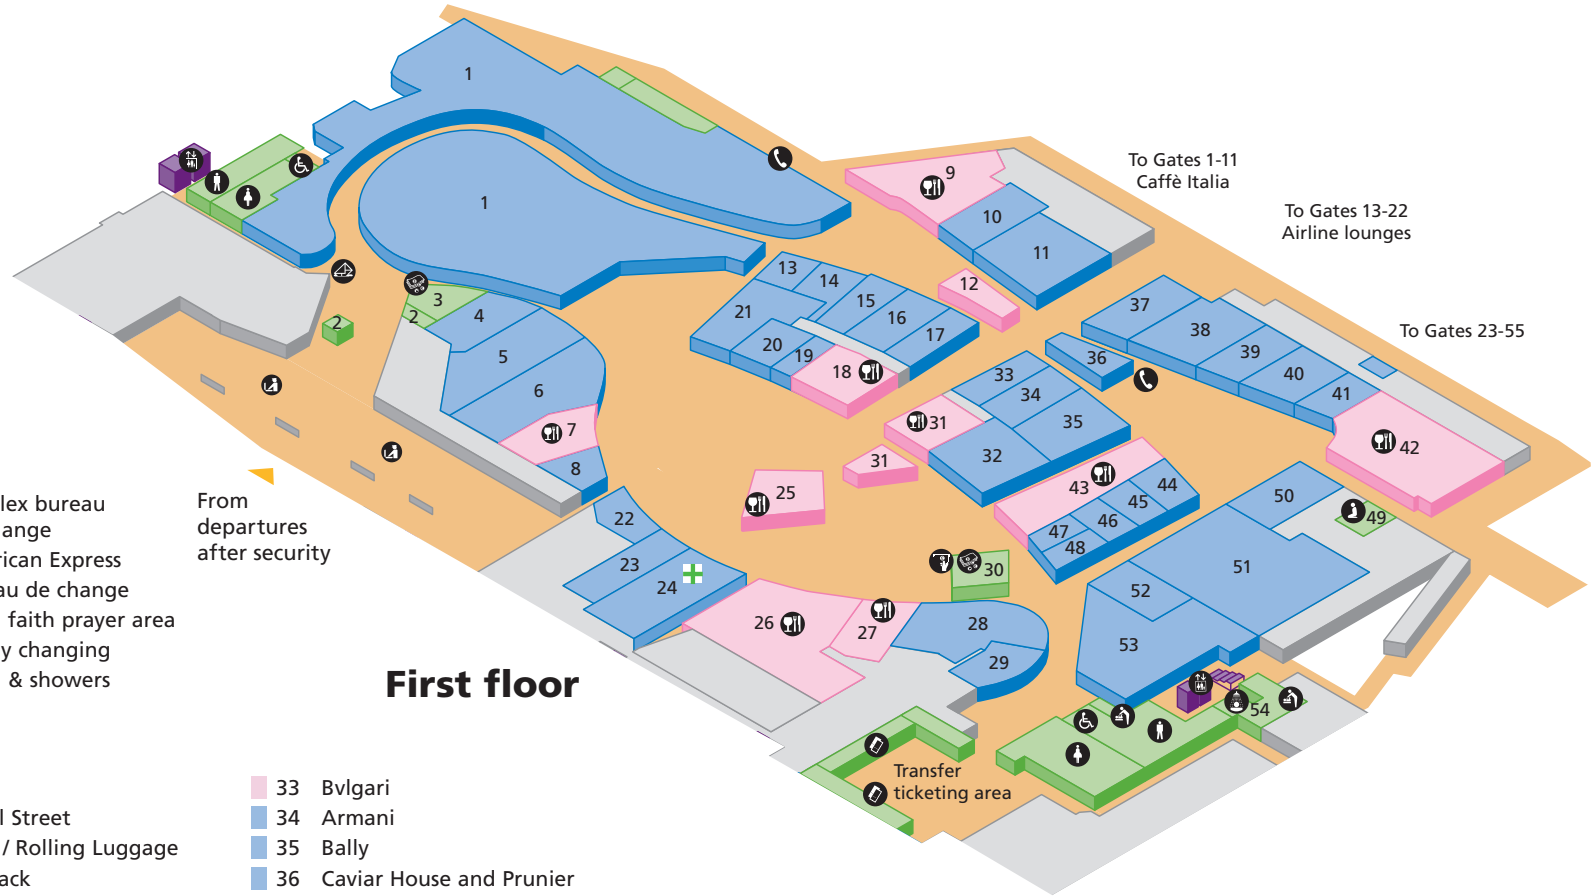 1
To Gates 1-11
Caffè Italia
9
1
10
To Gates 13-22
Airline lounges
11
13
14
12
3
2
2
4
15
16
21
17
37
38
To Gates 23-55
20
19
39
5
18
36
33
40
34
41
6
7
31
35
42
8
32
31
25
43
44
50
45
46
49
47
48
22
From
departures
after security
lex bureau
ange
rican Express
au de change
faith prayer area
y changing
& showers
23
24
30
51
52
26
27
28
53
29
First floor
54
Transfer
ticketing area
33 Bvlgari
l Street
34 Armani
/ Rolling Luggage
35 Bally
ack
36 Caviar House and Prunier